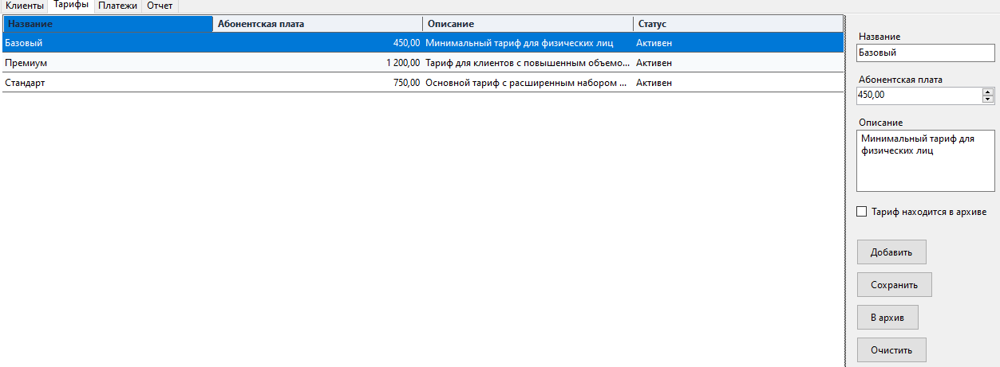 Клиенты Тарифы Платежи Отчет
Название Абонентская плата Описание Статус
Базовый 450,00 Минимальный тариф для физических лиц Активен
Премиум 1 200,00 Тариф для клиентов с повышенным объемо... Активен
Стандарт 750,00 Основной тариф с расширенным набором ... Активен
Название
Базовый
Абонентская плата
450,00
Описание
Минимальный тариф для
физических лиц
Тариф находится в архиве
Добавить
Сохранить
В архив
Очистить